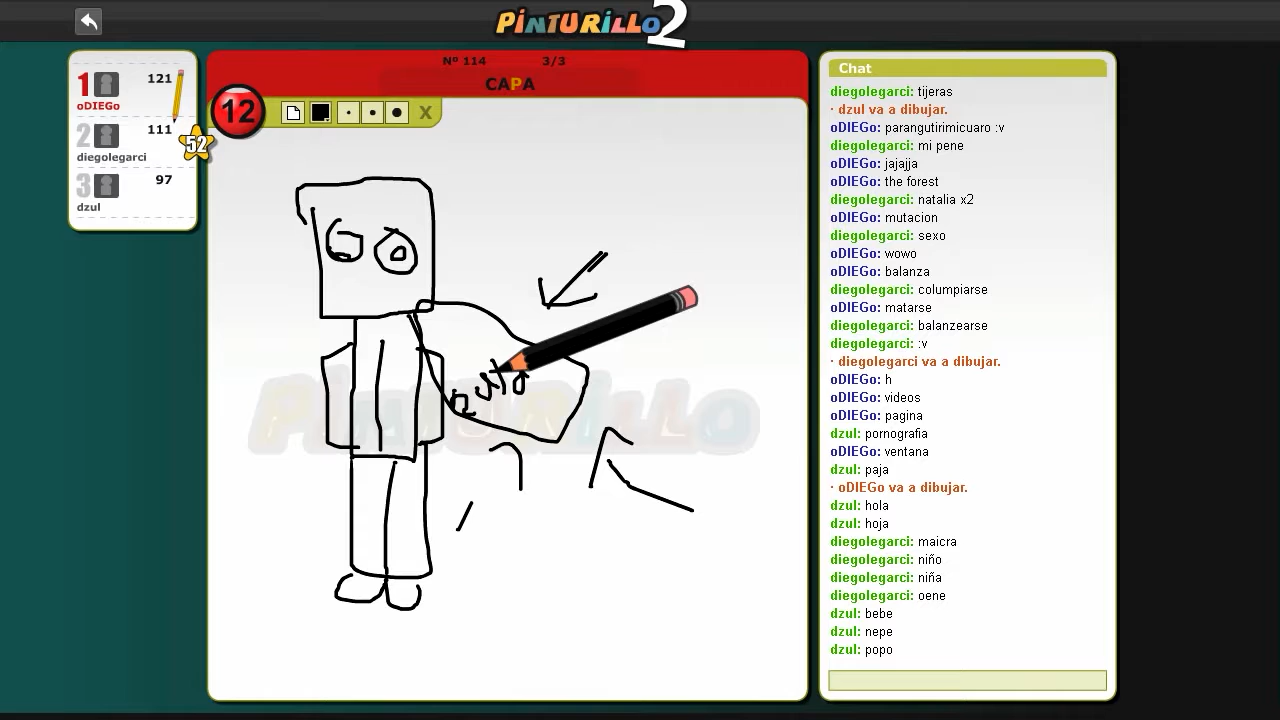 PINTURILLO 2
1 121
oDIEGo
2 111
52
diegolegarci
3 97
dzul
Nº 114 3/3
CAPA
12
X
PINTURILLO
Chat
diegolegarci: tijeras
· dzul va a dibujar.
oDIEGo: parangutirimicuaro :v
diegolegarci: mi pene
oDIEGo: jajajja
oDIEGo: the forest
diegolegarci: natalia x2
oDIEGo: mutacion
diegolegarci: sexo
oDIEGo: wowo
oDIEGo: balanza
diegolegarci: columpiarse
oDIEGo: matarse
diegolegarci: balanzearse
diegolegarci: :v
· diegolegarci va a dibujar.
oDIEGo: h
oDIEGo: videos
oDIEGo: pagina
dzul: pornografia
oDIEGo: ventana
dzul: paja
· oDIEGo va a dibujar.
dzul: hola
dzul: hoja
diegolegarci: maicra
diegolegarci: niño
diegolegarci: niña
diegolegarci: oene
dzul: bebe
dzul: nepe
dzul: popo